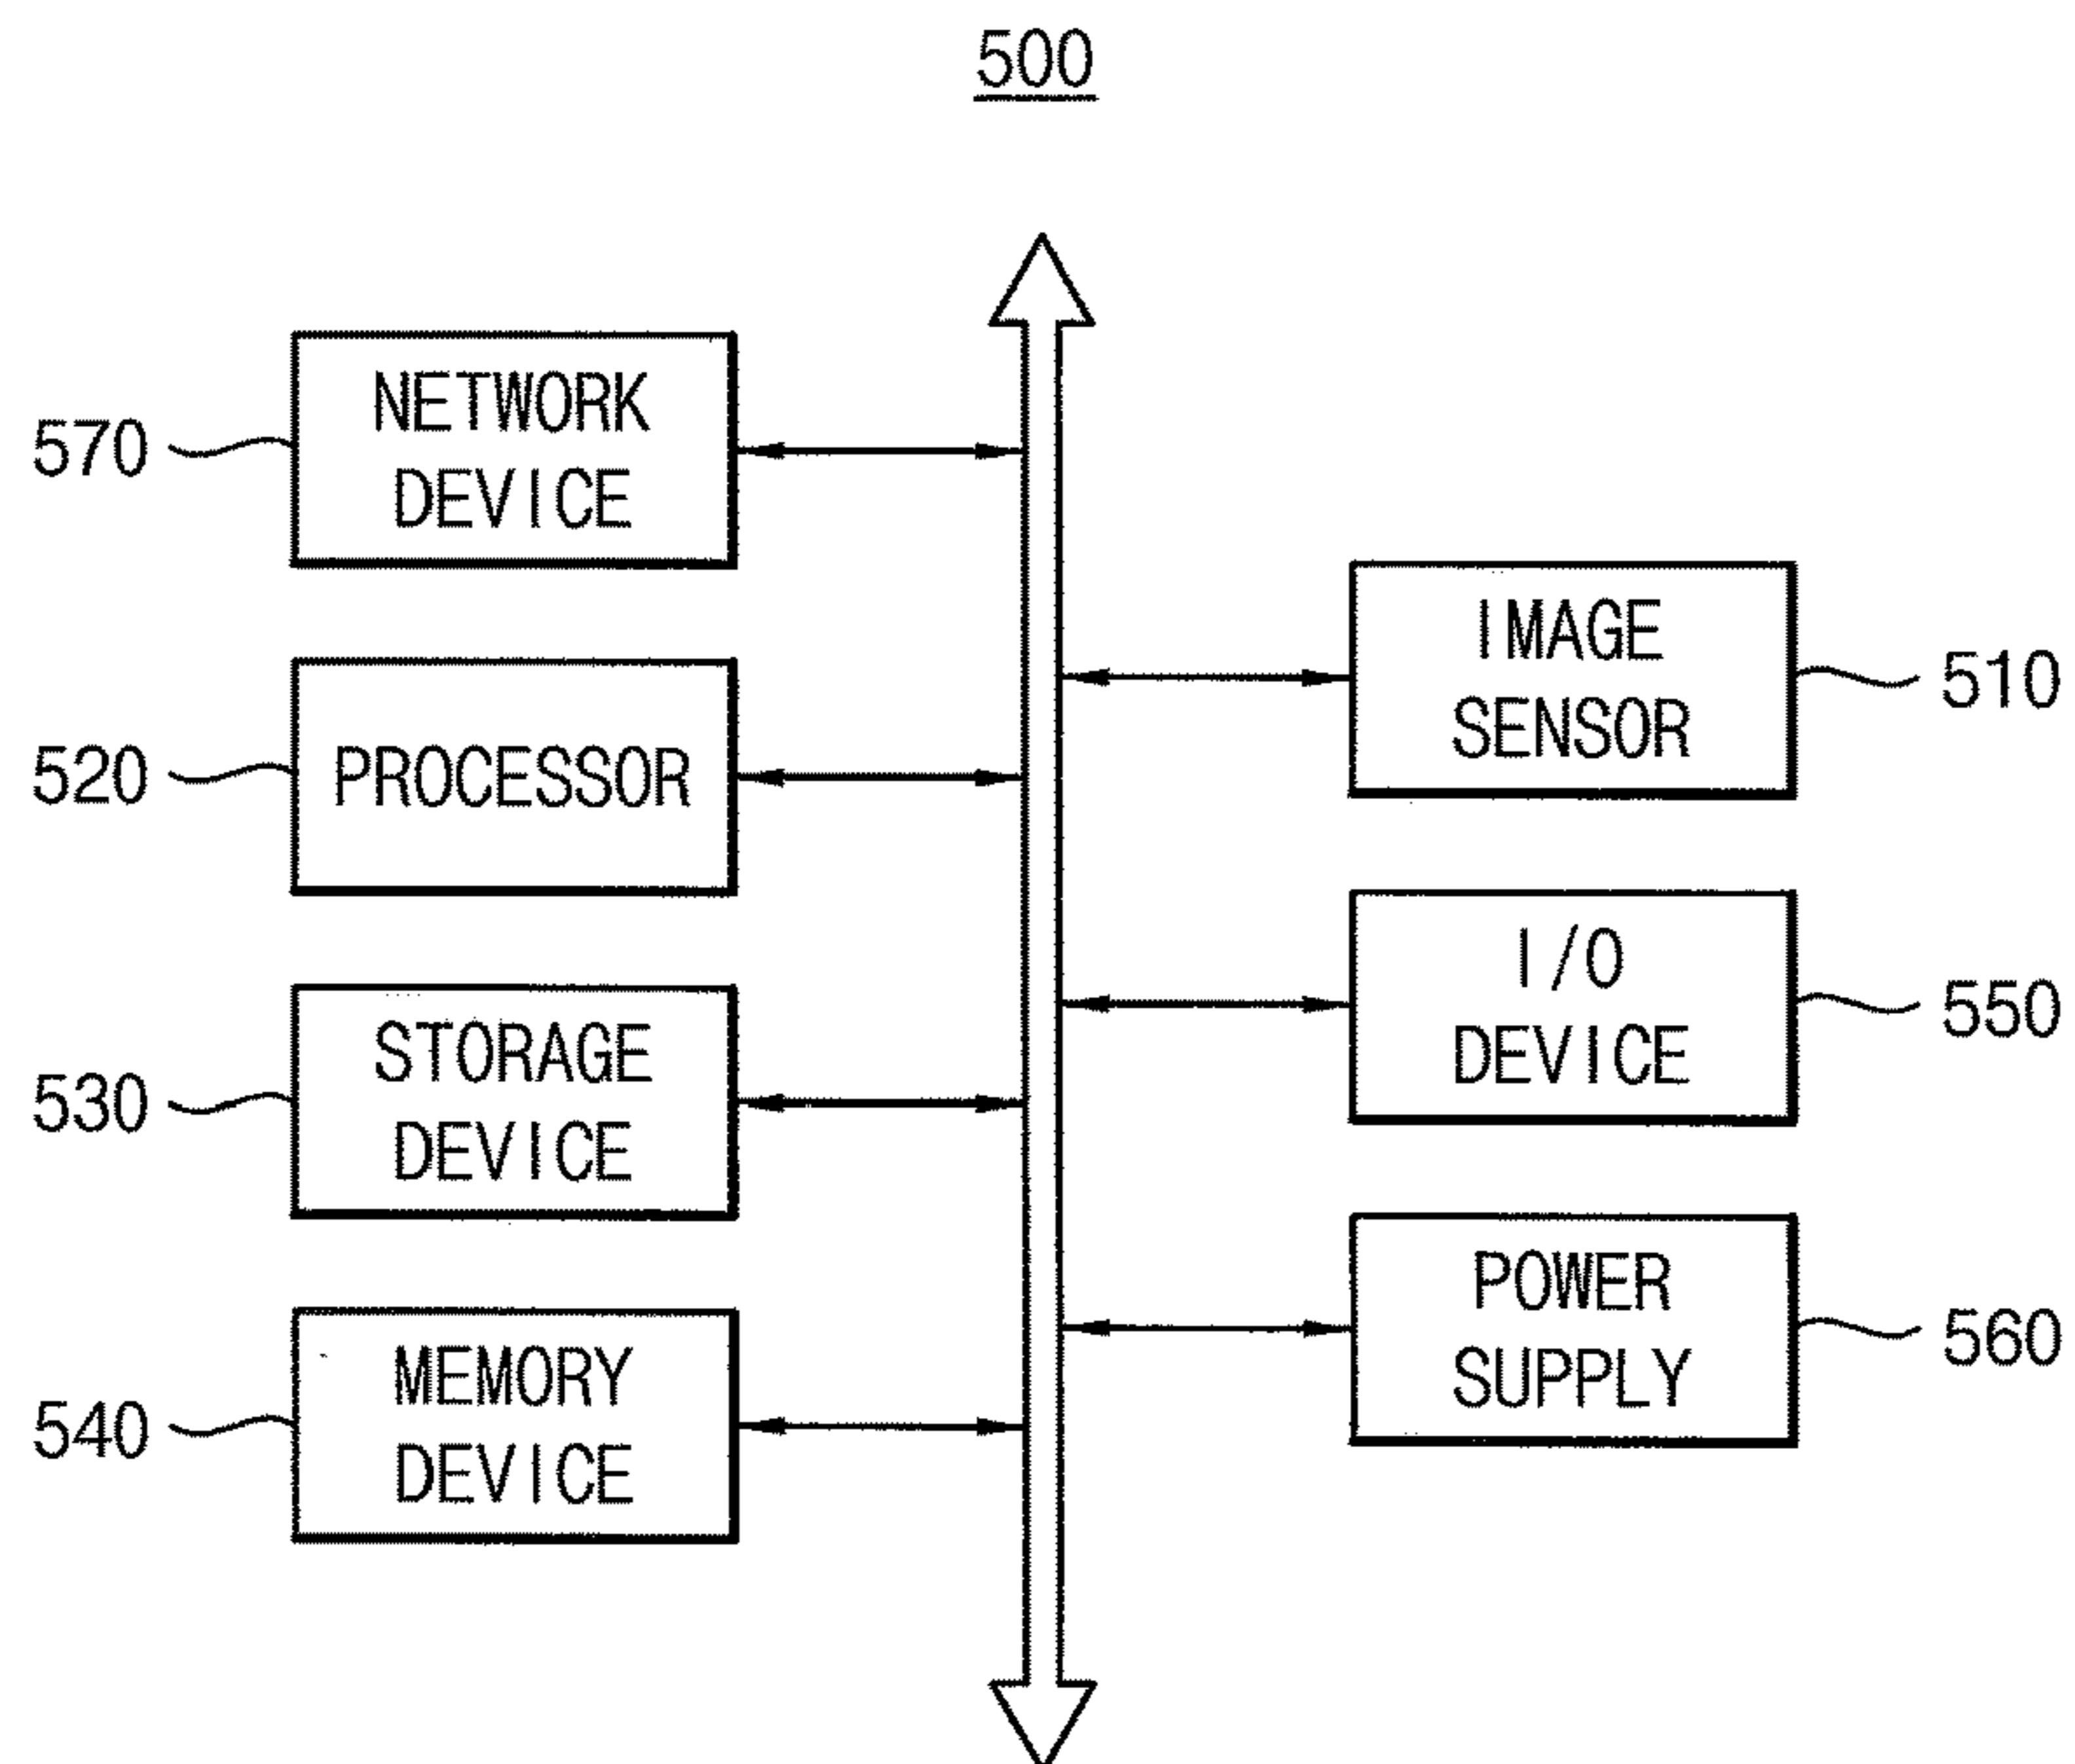 500
570
NETWORK
DEVICE
520
PROCESSOR
530
STORAGE
DEVICE
540
MEMORY
DEVICE
IMAGE
SENSOR
510
I/O
DEVICE
550
POWER
SUPPLY
560